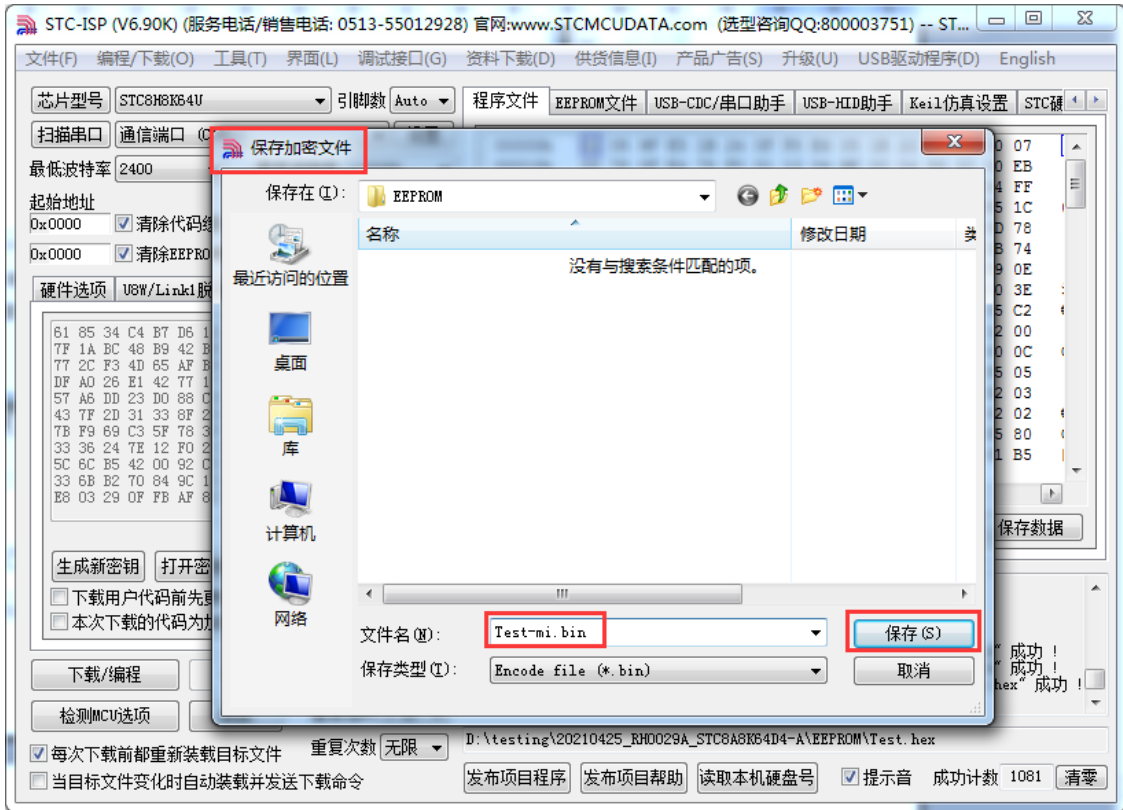 STC-ISP (V6.90K) (服务电话/销售电话: 0513-55012928) 官网:www.STCMCUDATA.com (选型咨询QQ:800003751) -- ST...
文件(F) 编程/下载(O) 工具(T) 界面(L) 调试接口(G) 资料下载(D) 供货信息(I) 产品广告(S) 升级(U) USB驱动程序(D) English
芯片型号 STC8H8K64U 引脚数 Auto
程序文件 EEPROM文件 USB-CDC/串口助手 USB-HID助手 Keil仿真设置 STC硬
扫描串口 通信端口
最低波特率 2400
起始地址
0x0000 清除代码缓
0x0000 清除EEPRO
硬件选项 U8W/Link1脱
61 85 34 C4 B7 D6 1
7F 1A BC 48 B9 42 B
77 2C F3 4D 65 AF B
DF A0 26 E1 42 77 1
57 A6 DD 23 D0 88 C
43 7F 2D 31 33 8F 2
7B F9 69 C3 5F 78 3
33 36 24 7E 12 F0 2
5C 6C B5 42 00 92 C
33 6B B2 70 84 9C 1
E8 03 29 0F FB AF 8
生成新密钥 打开密
下载用户代码前先更
本次下载的代码为加
下载/编程
检测MCU选项
每次下载前都重新装载目标文件 重复次数 无限
当目标文件变化时自动装载并发送下载命令
保存加密文件
保存在(I): EEPROM
名称 修改日期 类
没有与搜索条件匹配的项。
最近访问的位置
桌面
库
计算机
网络
文件名(N): Test-mi.bin 保存(S)
保存类型(T): Encode file (*.bin) 取消
07
EB
FF
1C
78
74
0E
3E
C2
00
0C
05
03
02
80
B5
保存数据
" 成功 !
" 成功 !
hex" 成功 !
D:\testing\20210425_RH0029A_STC8A8K64D4-A\EEPROM\Test.hex
发布项目程序 发布项目帮助 读取本机硬盘号 提示音 成功计数 1081 清零